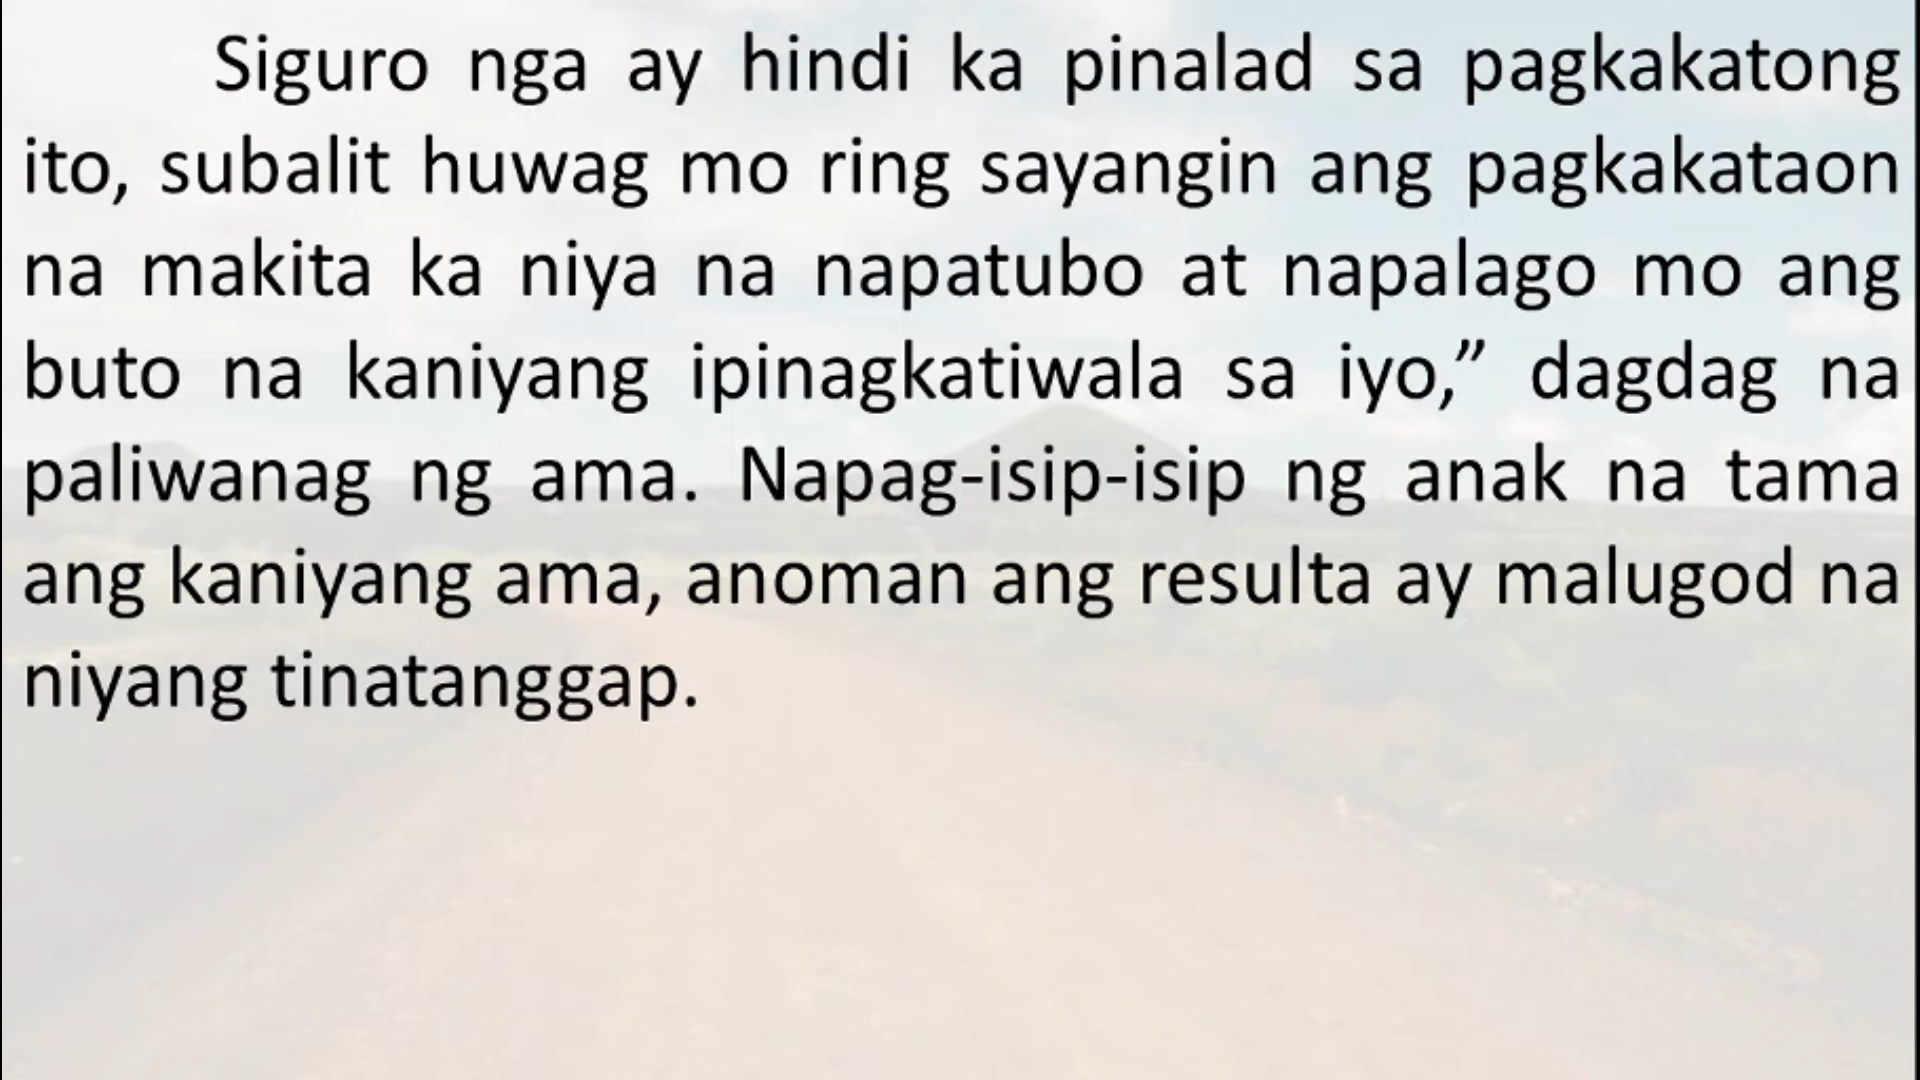 Siguro nga ay hindi ka pinalad sa pagkakatong
ito, subalit huwag mo ring sayangin ang pagkakataon
na makita ka niya na napatubo at napalago mo ang
buto na kaniyang ipinagkatiwala sa iyo,” dagdag na
paliwanag ng ama. Napag-isip-isip ng anak na tama
ang kaniyang ama, anoman ang resulta ay malugod na
niyang tinatanggap.